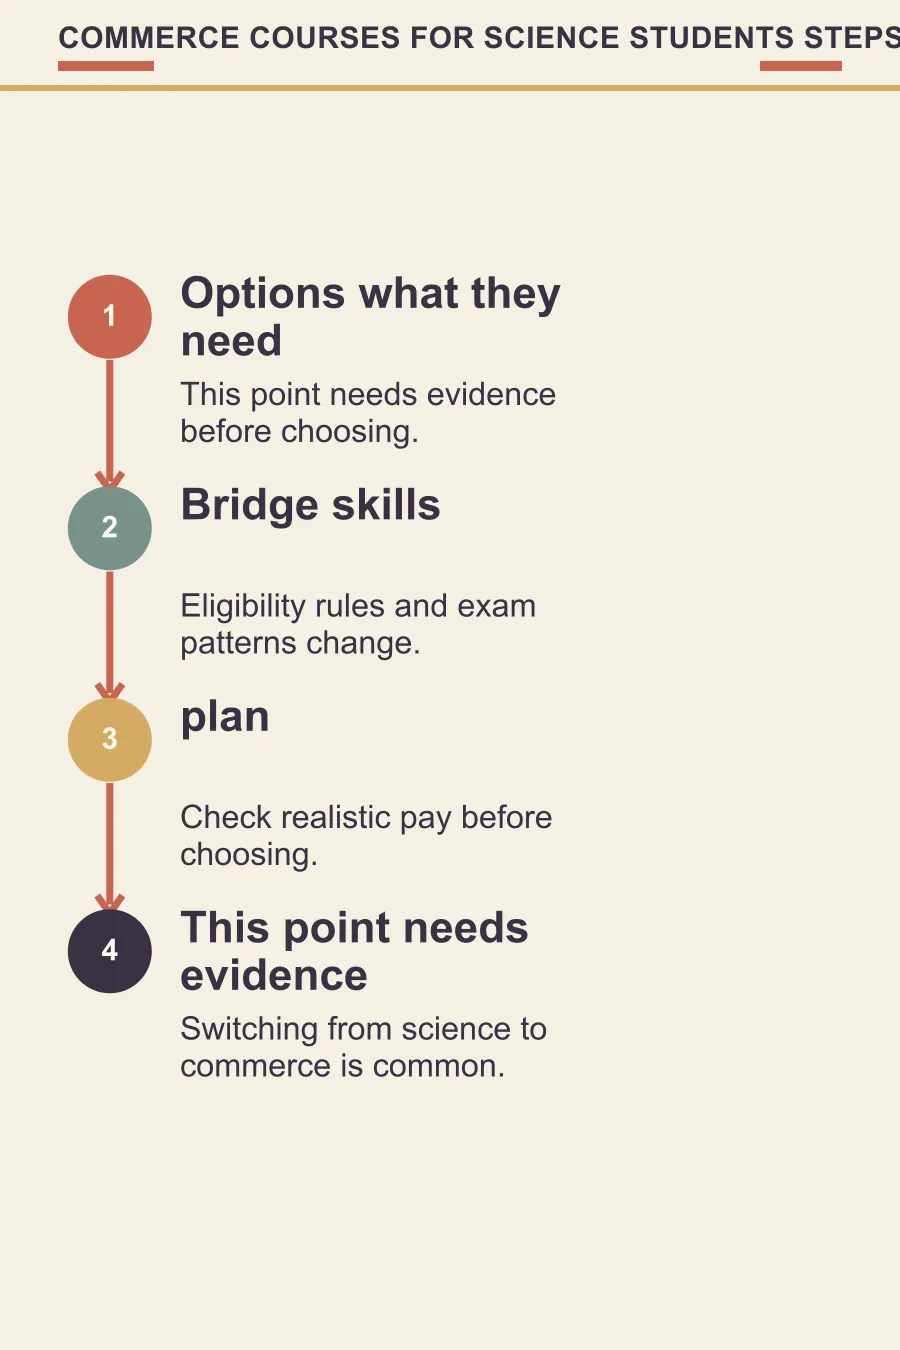 COMMERCE COURSES FOR SCIENCE STUDENTS STEPS
1
Options what they
need
This point needs evidence
before choosing.
2
Bridge skills
Eligibility rules and exam
patterns change.
3
plan
Check realistic pay before
choosing.
4
This point needs
evidence
Switching from science to
commerce is common.